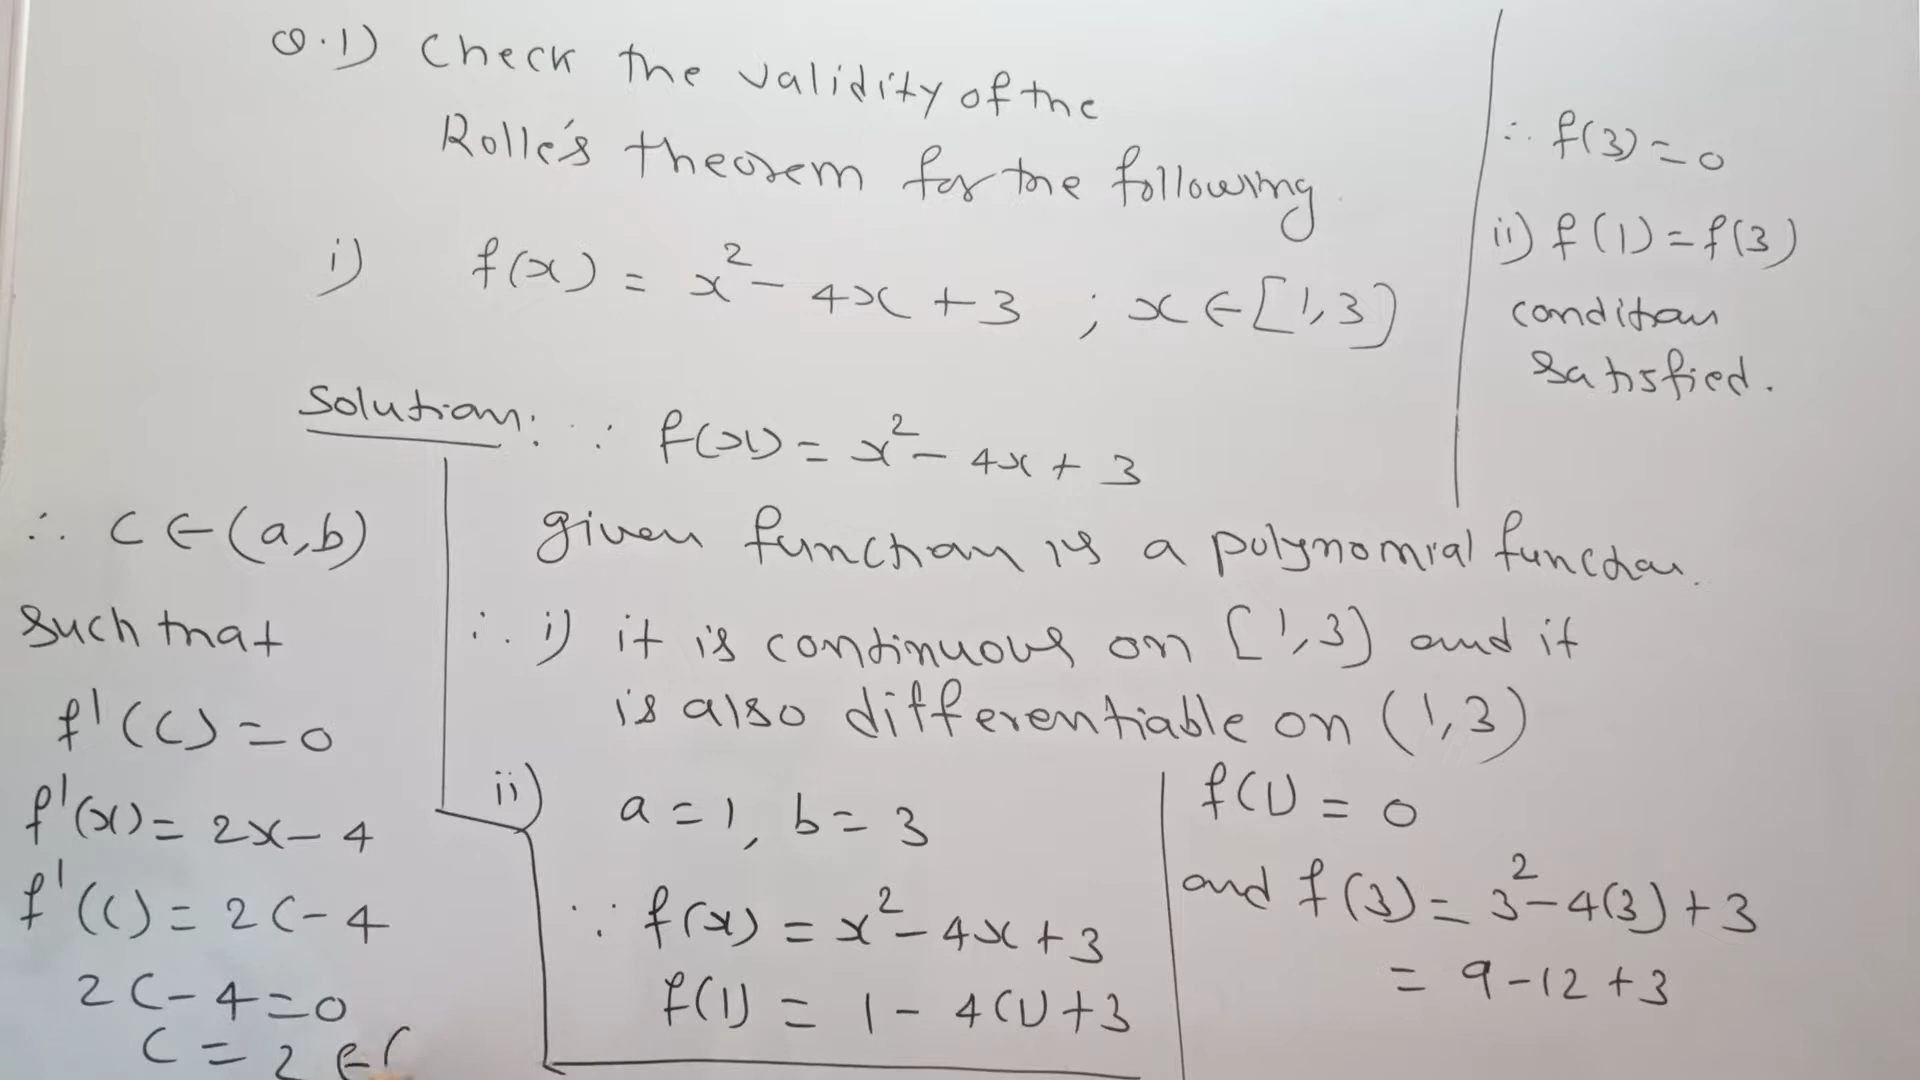 Q.1) Check the validity of the
Rolle's theorem for the following.
i) f(x) = x² - 4x + 3 ; x ∈ [1,3]
Solution: ∵ f(x) = x² - 4x + 3
given function is a polynomial function.
∴ i) it is continuous on [1,3] and it
is also differentiable on (1,3)
ii) a = 1, b = 3
∵ f(x) = x² - 4x + 3
f(1) = 1 - 4(1) + 3
f(1) = 0
and f(3) = 3² - 4(3) + 3
= 9 - 12 + 3
∴ f(3) = 0
ii) f(1) = f(3)
condition
satisfied.
∴ C ∈ (a,b)
such that
f'(c) = 0
f'(x) = 2x - 4
f'(c) = 2c - 4
2c - 4 = 0
c = 2 ∈ (